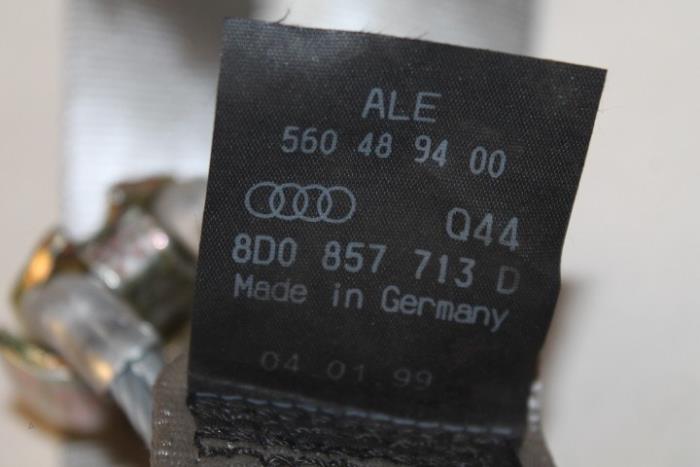 ALE
560 48 94 00
Q44
8D0 857 713 D
Made in Germany
04 01.99